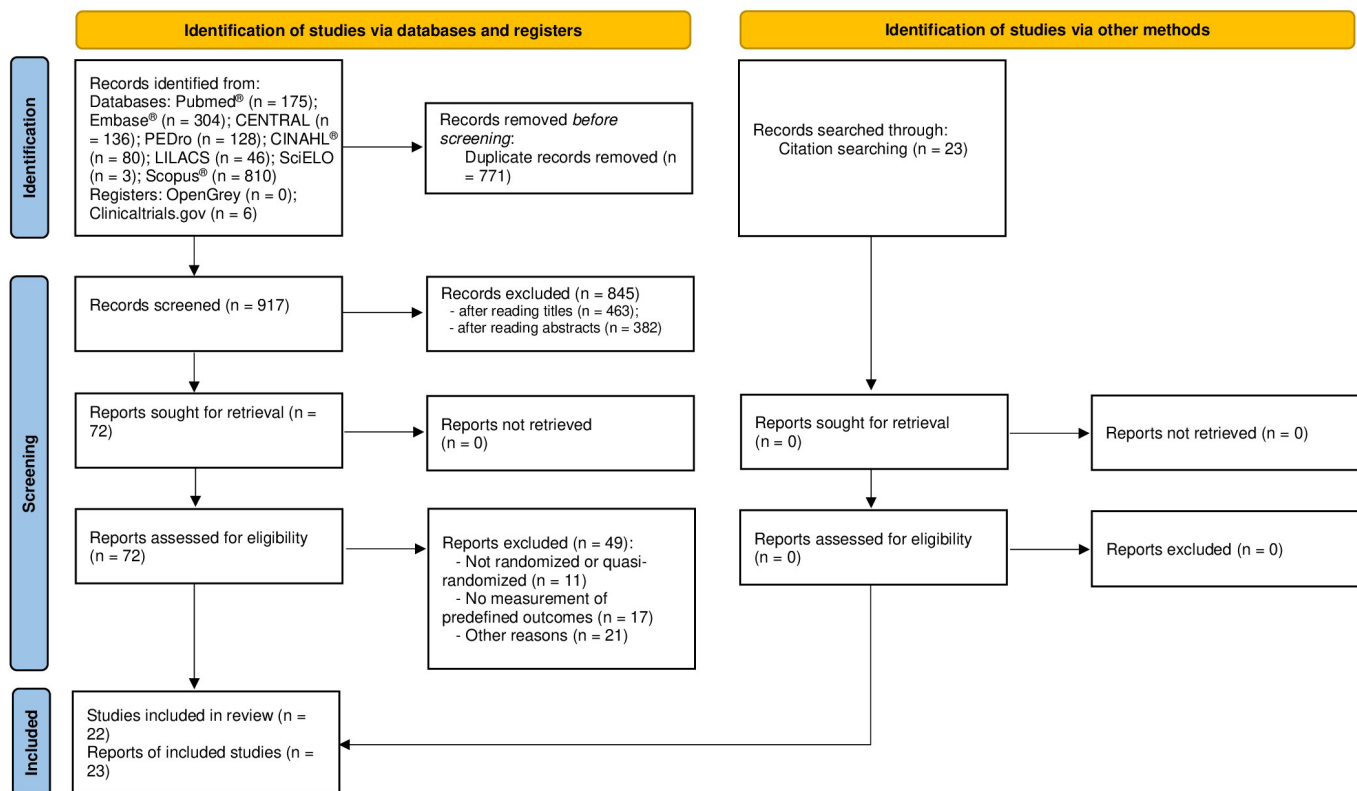 Identification of studies via databases and registers
Identification of studies via other methods
Identification
Records identified from:
Databases: Pubmed® (n = 175);
Embase® (n = 304); CENTRAL (n
= 136); PEDro (n = 128); CINAHL®
(n = 80); LILACS (n = 46); SciELO
(n = 3); Scopus® (n = 810)
Registers: OpenGrey (n = 0);
Clinicaltrials.gov (n = 6)
Records removed before
screening:
Duplicate records removed (n
= 771)
Records searched through:
Citation searching (n = 23)
Screening
Records screened (n = 917)
Records excluded (n = 845)
- after reading titles (n = 463);
- after reading abstracts (n = 382)
Reports sought for retrieval (n =
72)
Reports not retrieved
(n = 0)
Reports sought for retrieval
(n = 0)
Reports not retrieved (n = 0)
Reports assessed for eligibility
(n = 72)
Reports excluded (n = 49):
- Not randomized or quasi-
randomized (n = 11)
- No measurement of
predefined outcomes (n = 17)
- Other reasons (n = 21)
Reports assessed for eligibility
(n = 0)
Reports excluded (n = 0)
Included
Studies included in review (n =
22)
Reports of included studies (n =
23)